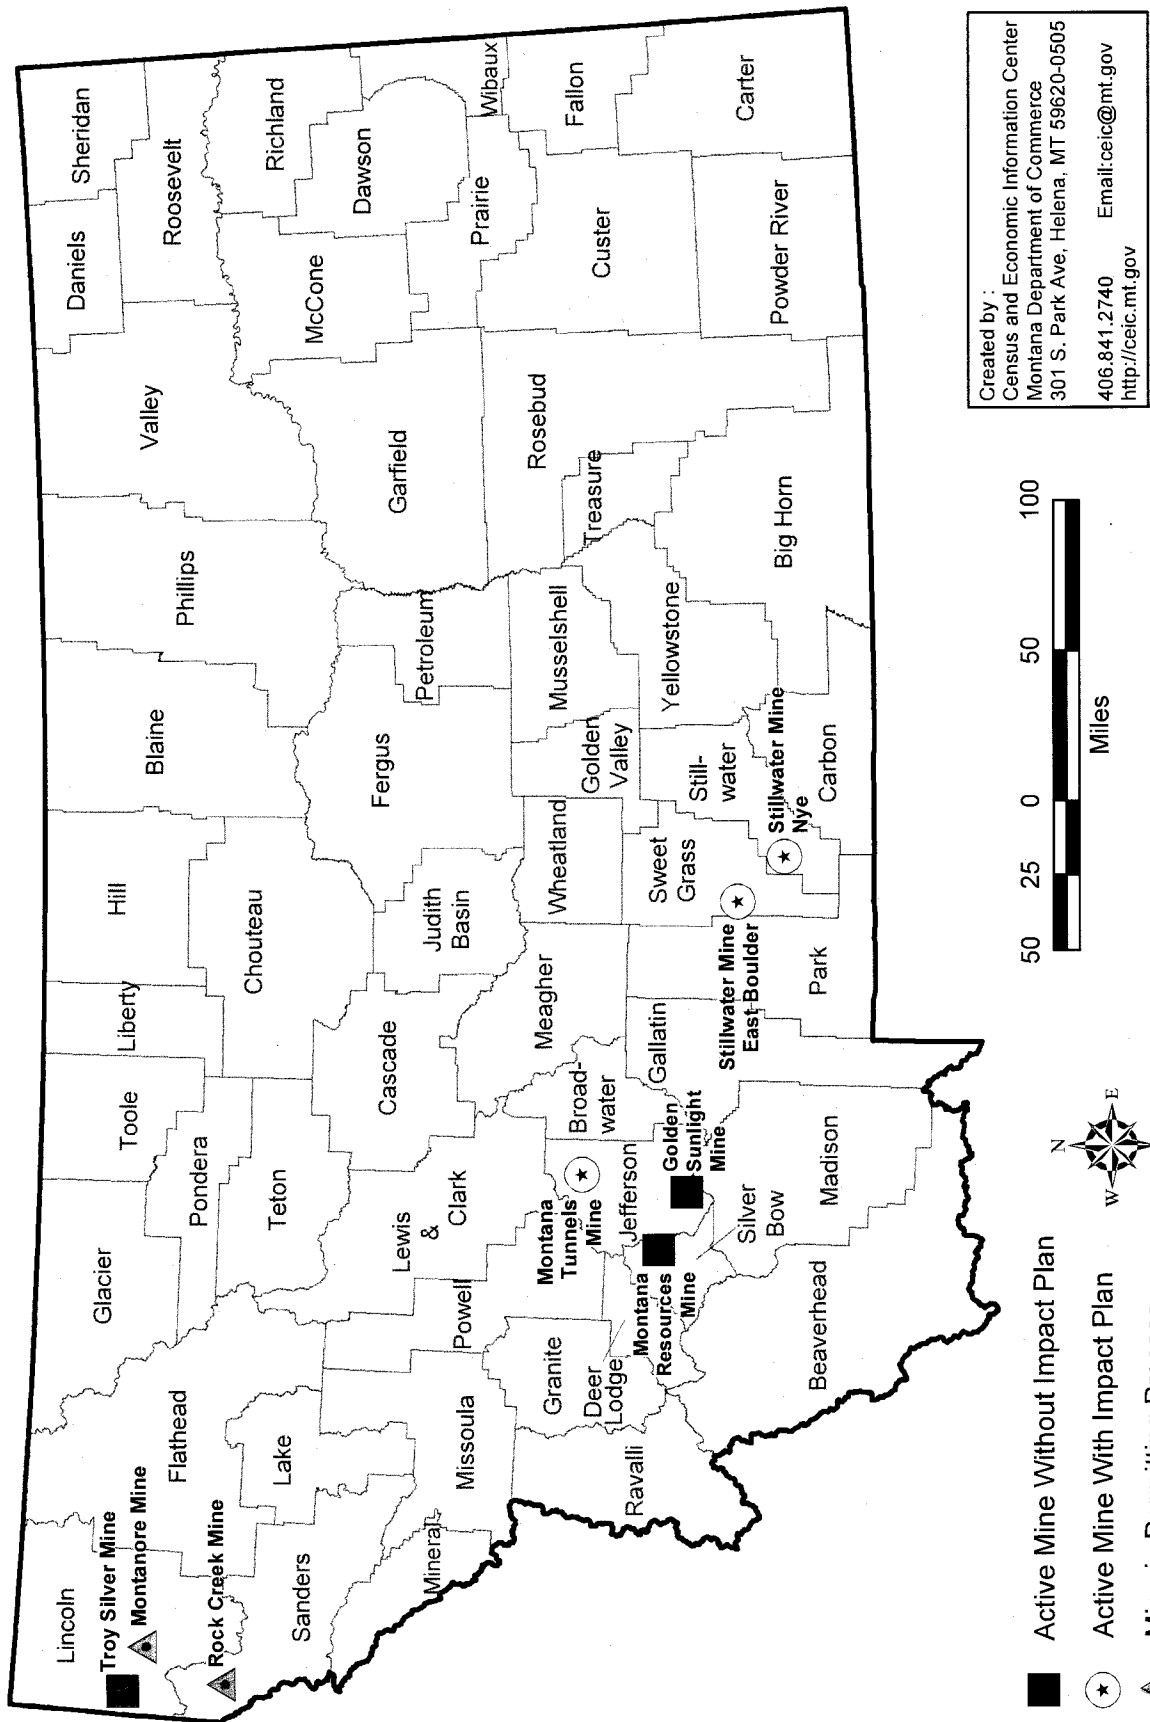 Lincoln
Troy Silver Mine
Montanore Mine
Rock Creek Mine
Sanders
Mineral
Flathead
Lake
Missoula
Ravalli
Glacier
Toole
Liberty
Hill
Blaine
Phillips
Valley
Daniels
Sheridan
Roosevelt
Pondera
Teton
Chouteau
Lewis
&
Clark
Cascade
Judith
Basin
Fergus
Petroleum
Garfield
McCone
Richland
Dawson
Wibaux
Prairie
Powell
Granite
Deer
Lodge
Montana
Tunnels
Mine
Jefferson
Broad-
water
Meagher
Wheatland
Golden
Valley
Musselshell
Treasure
Rosebud
Custer
Fallon
Montana
Resources
Mine
Golden
Sunlight
Mine
Silver
Bow
Gallatin
Stillwater Mine
East Boulder
Park
Sweet
Grass
Still-
water
Stillwater Mine
Nye
Yellowstone
Carbon
Big Horn
Powder River
Carter
Beaverhead
Madison
Active Mine Without Impact Plan
Active Mine With Impact Plan
N
W E
S
50 25 0 50 100
Miles
Created by :
Census and Economic Information Center
Montana Department of Commerce
301 S. Park Ave, Helena, MT 59620-0505
406.841.2740 Email:ceic@mt.gov
http://ceic.mt.gov